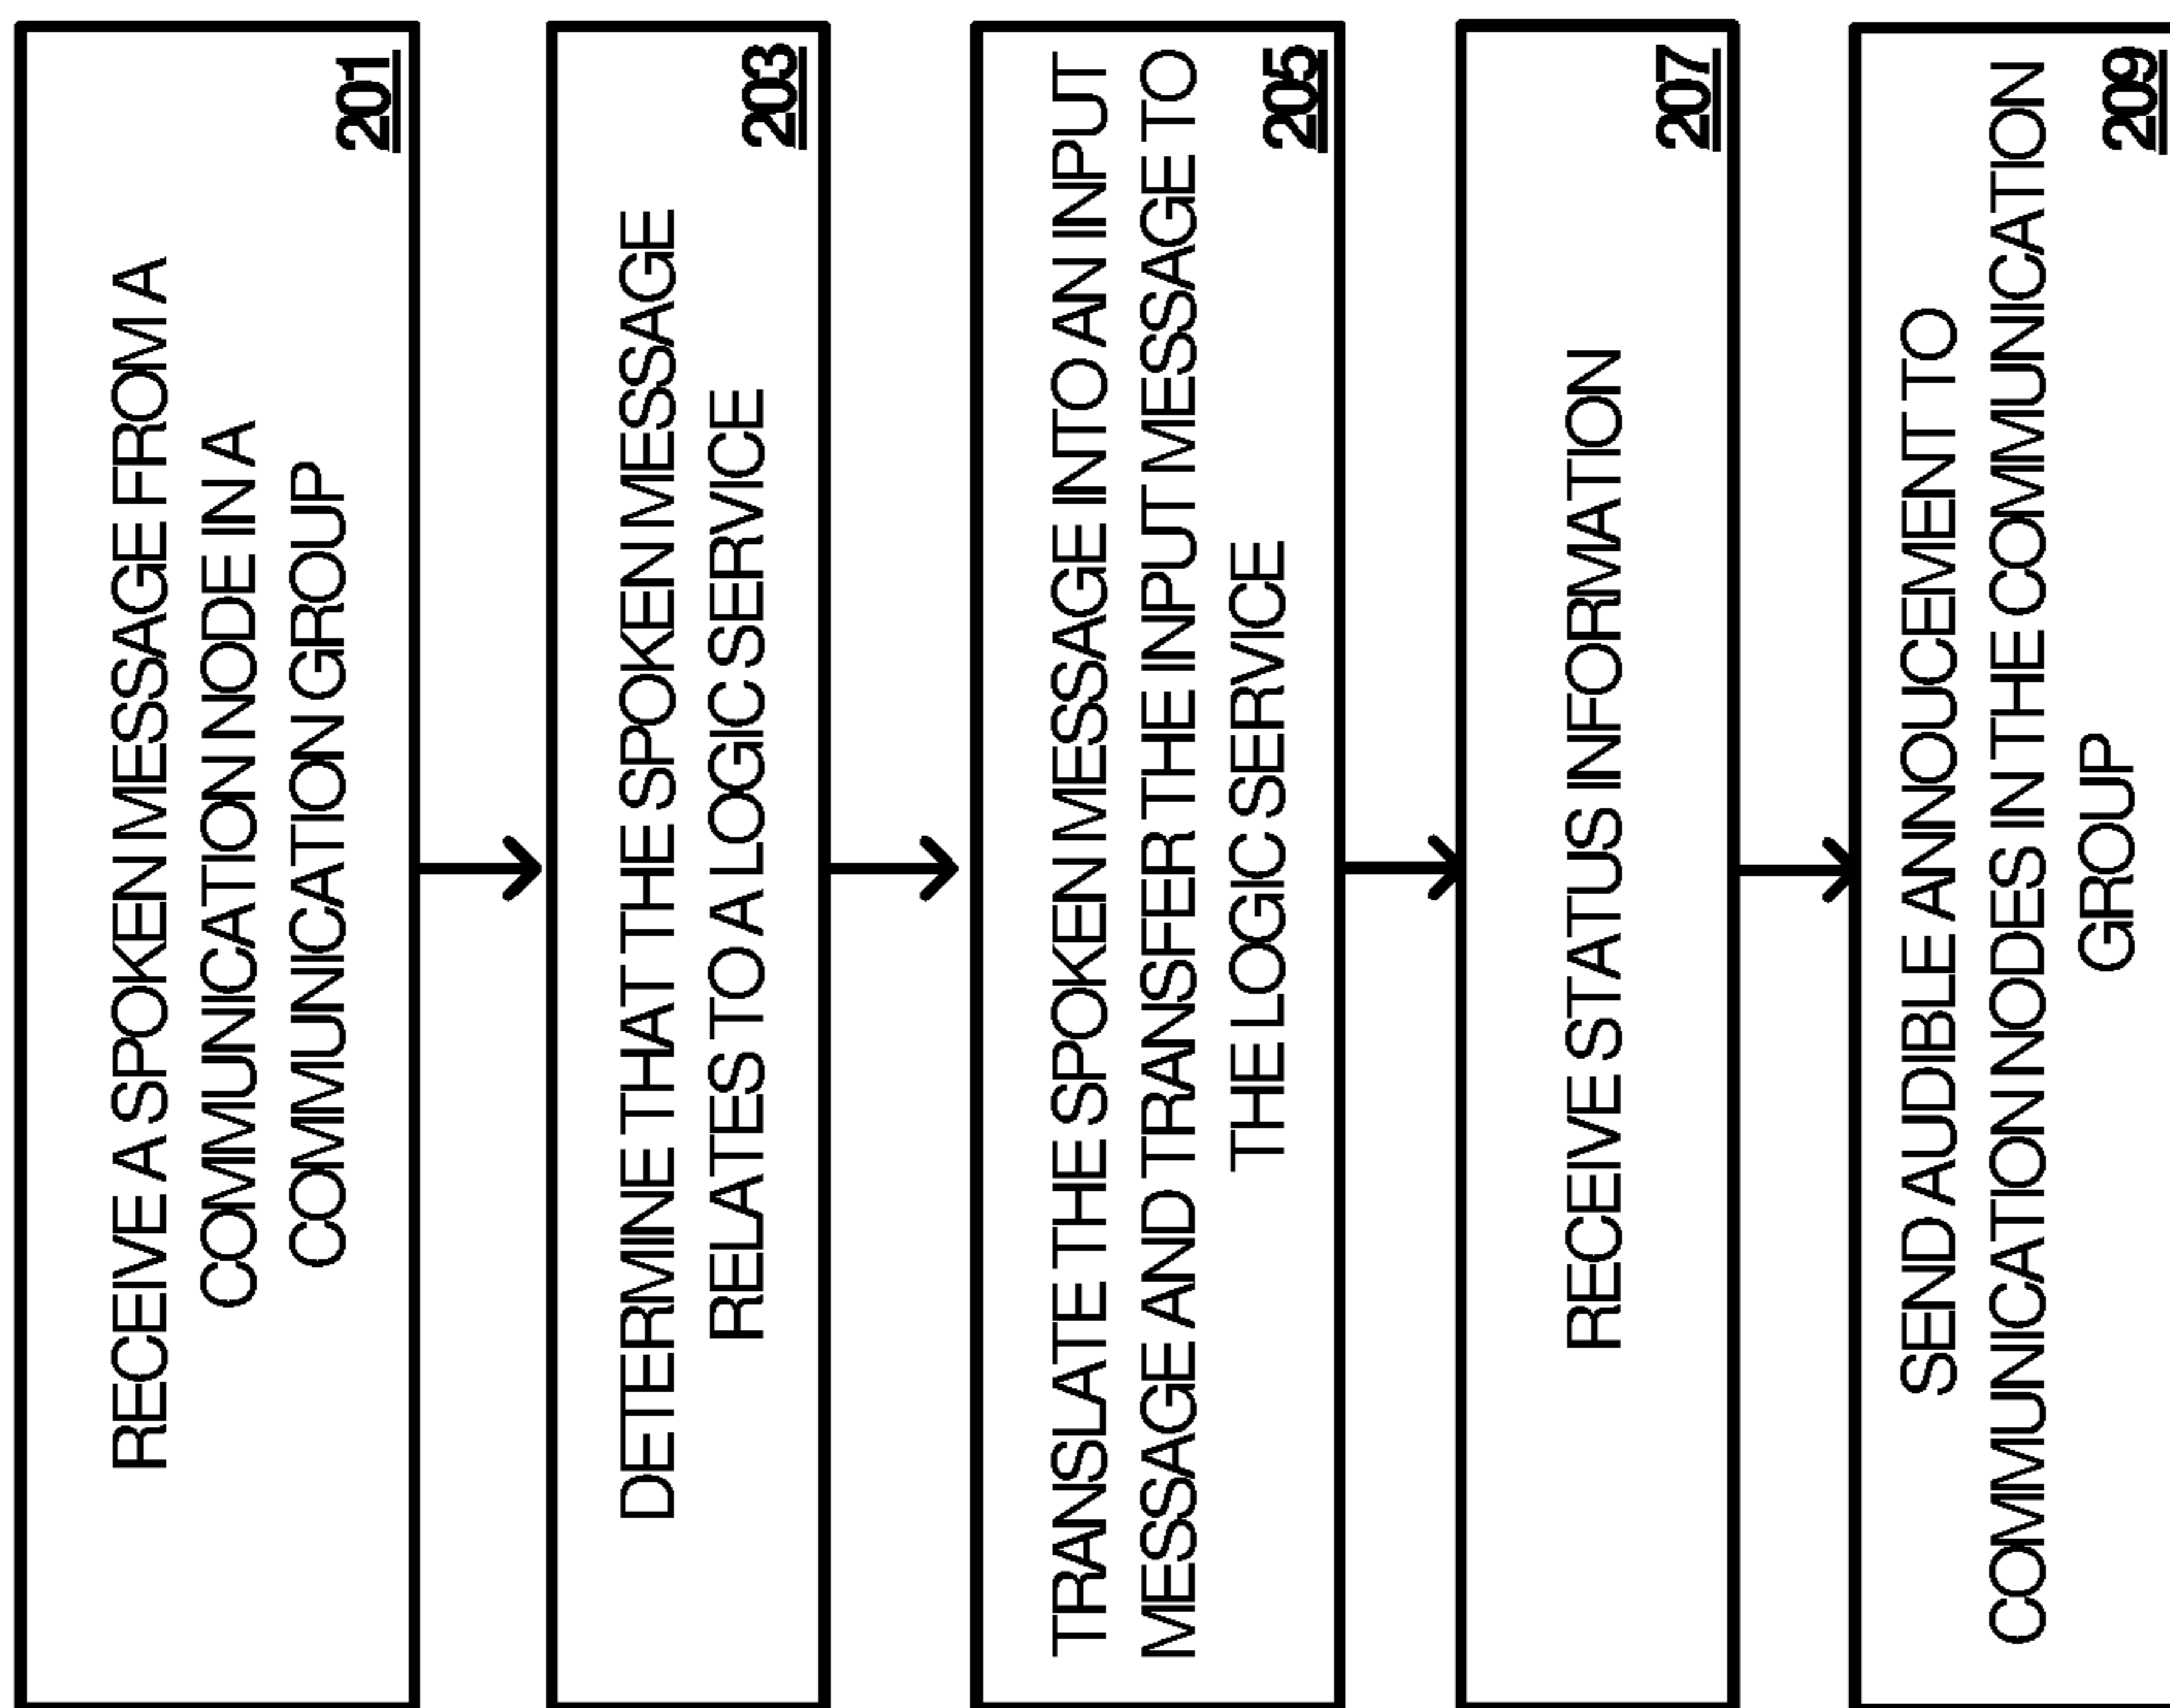 RECEIVE A SPOKEN MESSAGE FROM A
COMMUNICATION NODE IN A
COMMUNICATION GROUP
201
DETERMINE THAT THE SPOKEN MESSAGE
RELATES TO A LOGIC SERVICE
203
TRANSLATE THE SPOKEN MESSAGE INTO AN INPUT
MESSAGE AND TRANSFER THE INPUT MESSAGE TO
THE LOGIC SERVICE
205
RECEIVE STATUS INFORMATION
207
SEND AUDIBLE ANNOUCEMENT TO
COMMUNICATION NODES IN THE COMMUNICATION
GROUP
209